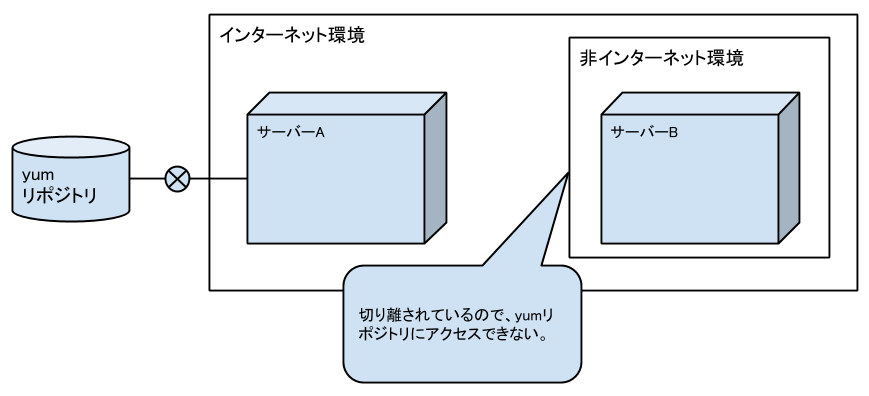 インターネット環境
非インターネット環境
サーバーA
サーバーB
yum
リポジトリ
切り離されているので、yumリ
ポジトリにアクセスできない。